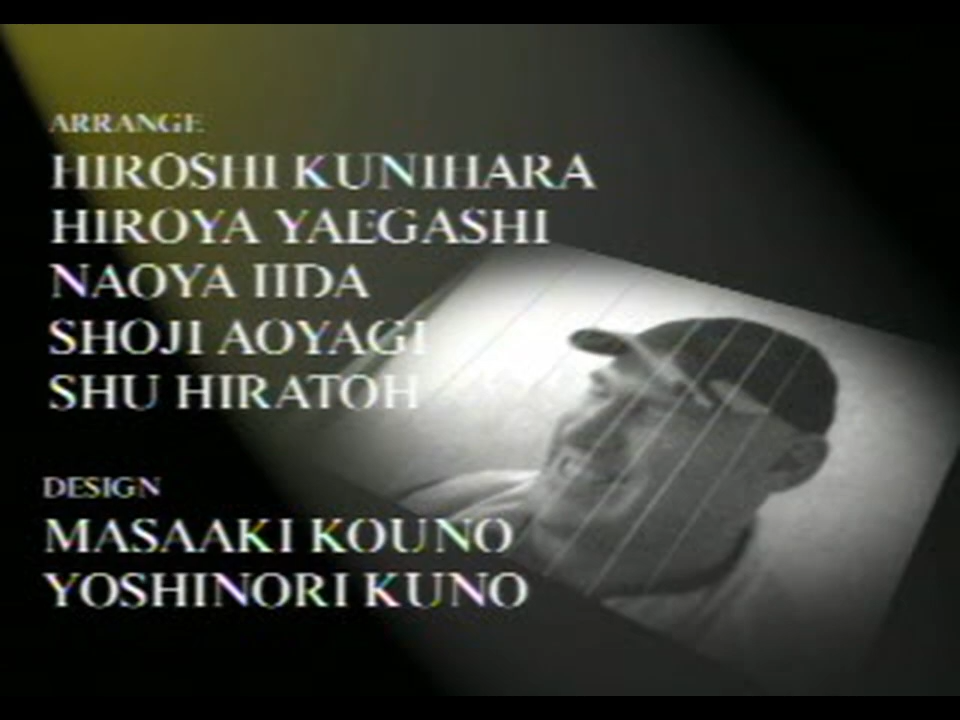 ARRANGE
HIROSHI KUNIHARA
HIROYA YAEGASHI
NAOYA IIDA
SHOJI AOYAGI
SHU HIRATOH
DESIGN
MASAAKI KOUNO
YOSHINORI KUNO